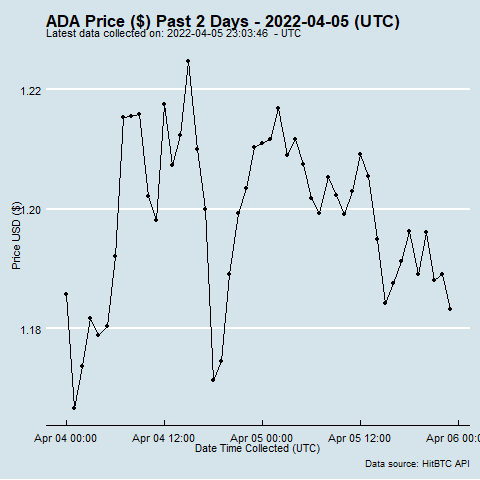 ADA Price ($) Past 2 Days - 2022-04-05 (UTC)
Latest data collected on: 2022-04-05 23:03:46 - UTC
1.22
1.20
1.18
Price USD ($)
Apr 04 00:00
Apr 04 12:00
Apr 05 00:00
Apr 05 12:00
Apr 06 00:0
Date Time Collected (UTC)
Data source: HitBTC API